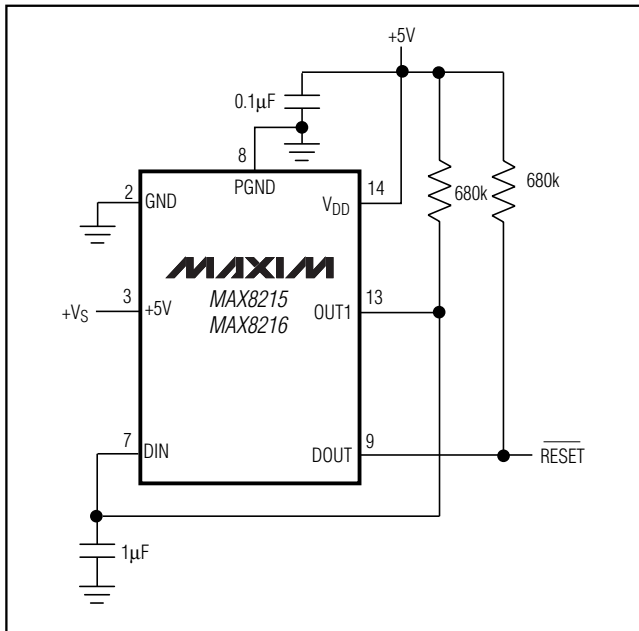 +5V
0.1µF
8
PGND
14
VDD
680k
680k
2
GND
MAXIM
MAX8215
MAX8216
3
+VS
+5V
13
OUT1
7
DIN
9
DOUT
RESET
1µF